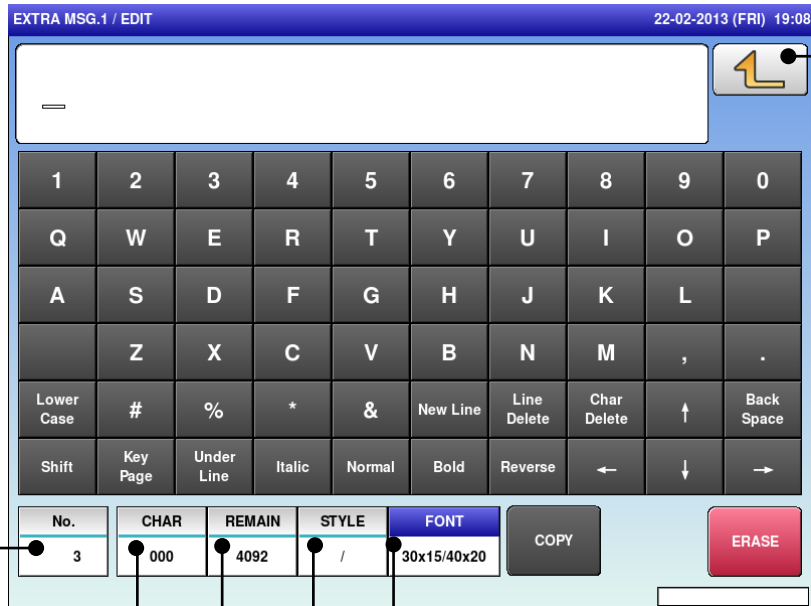 EXTRA MSG.1 / EDIT 22-02-2013 (FRI) 19:08
1 2 3 4 5 6 7 8 9 0
Q W E R T Y U I O P
A S D F G H J K L
Z X C V B N M , .
Lower Case # % * & New Line Line Delete Char Delete ↑ Back Space
Shift Key Page Under Line Italic Normal Bold Reverse ← ↓ →
No. CHAR REMAIN STYLE FONT COPY ERASE
3 000 4092 / 30x15/40x20